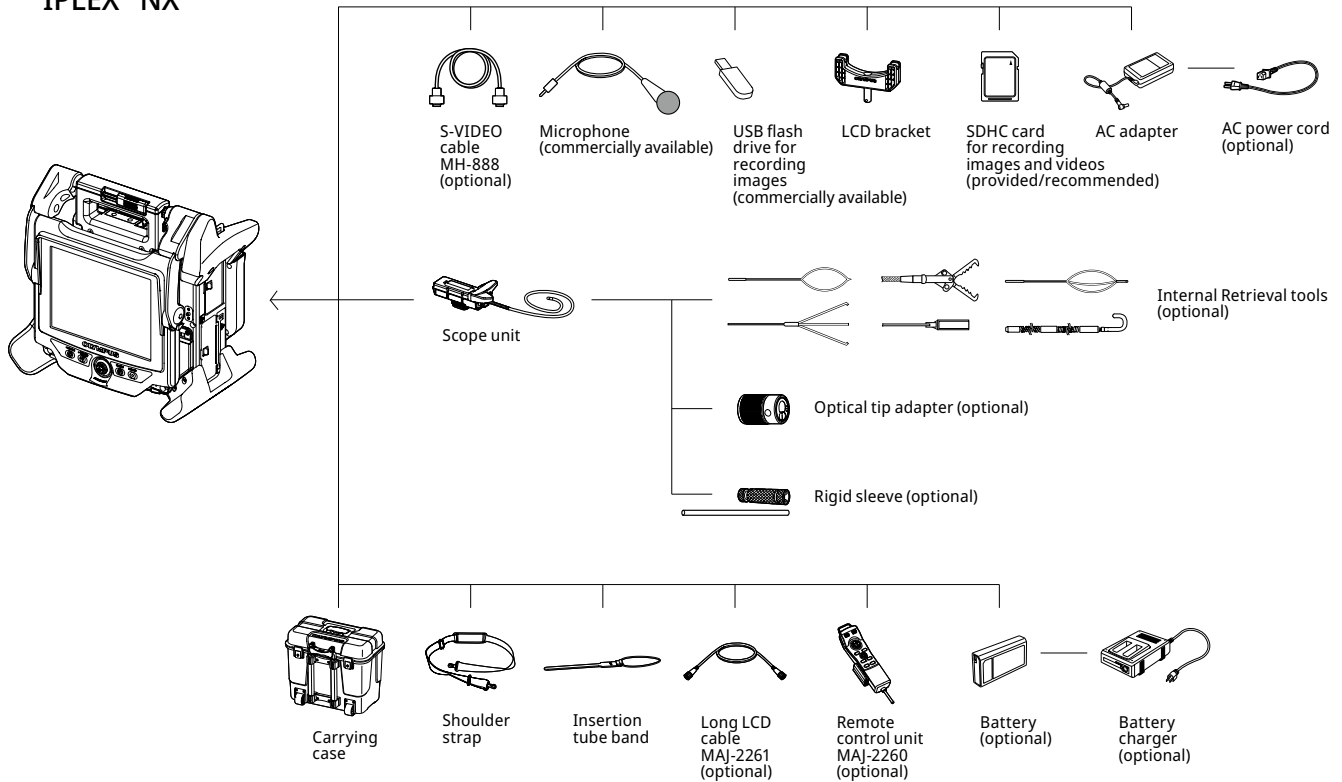 IPLEX NX
S-VIDEO
cable
MH-888
(optional)
Microphone
(commercially available)
USB flash
drive for
recording
images
(commercially available)
LCD bracket
SDHC card
for recording
images and videos
(provided/recommended)
AC adapter
AC power cord
(optional)
OLYMPUS
Scope unit
Internal Retrieval tools
(optional)
Optical tip adapter (optional)
Rigid sleeve (optional)
Carrying
case
Shoulder
strap
Insertion
tube band
Long LCD
cable
MAJ-2261
(optional)
Remote
control unit
MAJ-2260
(optional)
Battery
(optional)
Battery
charger
(optional)